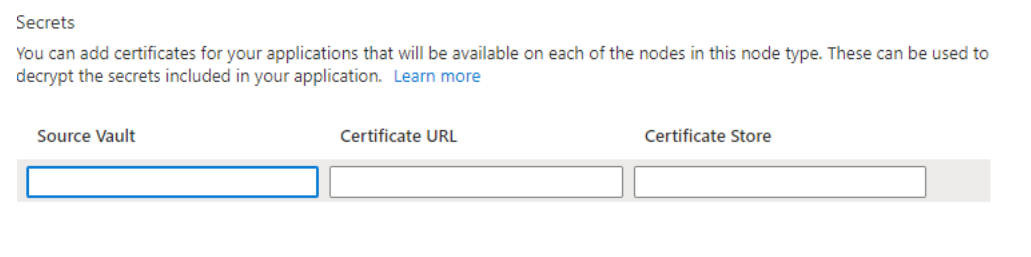 Secrets
You can add certificates for your applications that will be available on each of the nodes in this node type. These can be used to
decrypt the secrets included in your application. Learn more
Source Vault Certificate URL Certificate Store